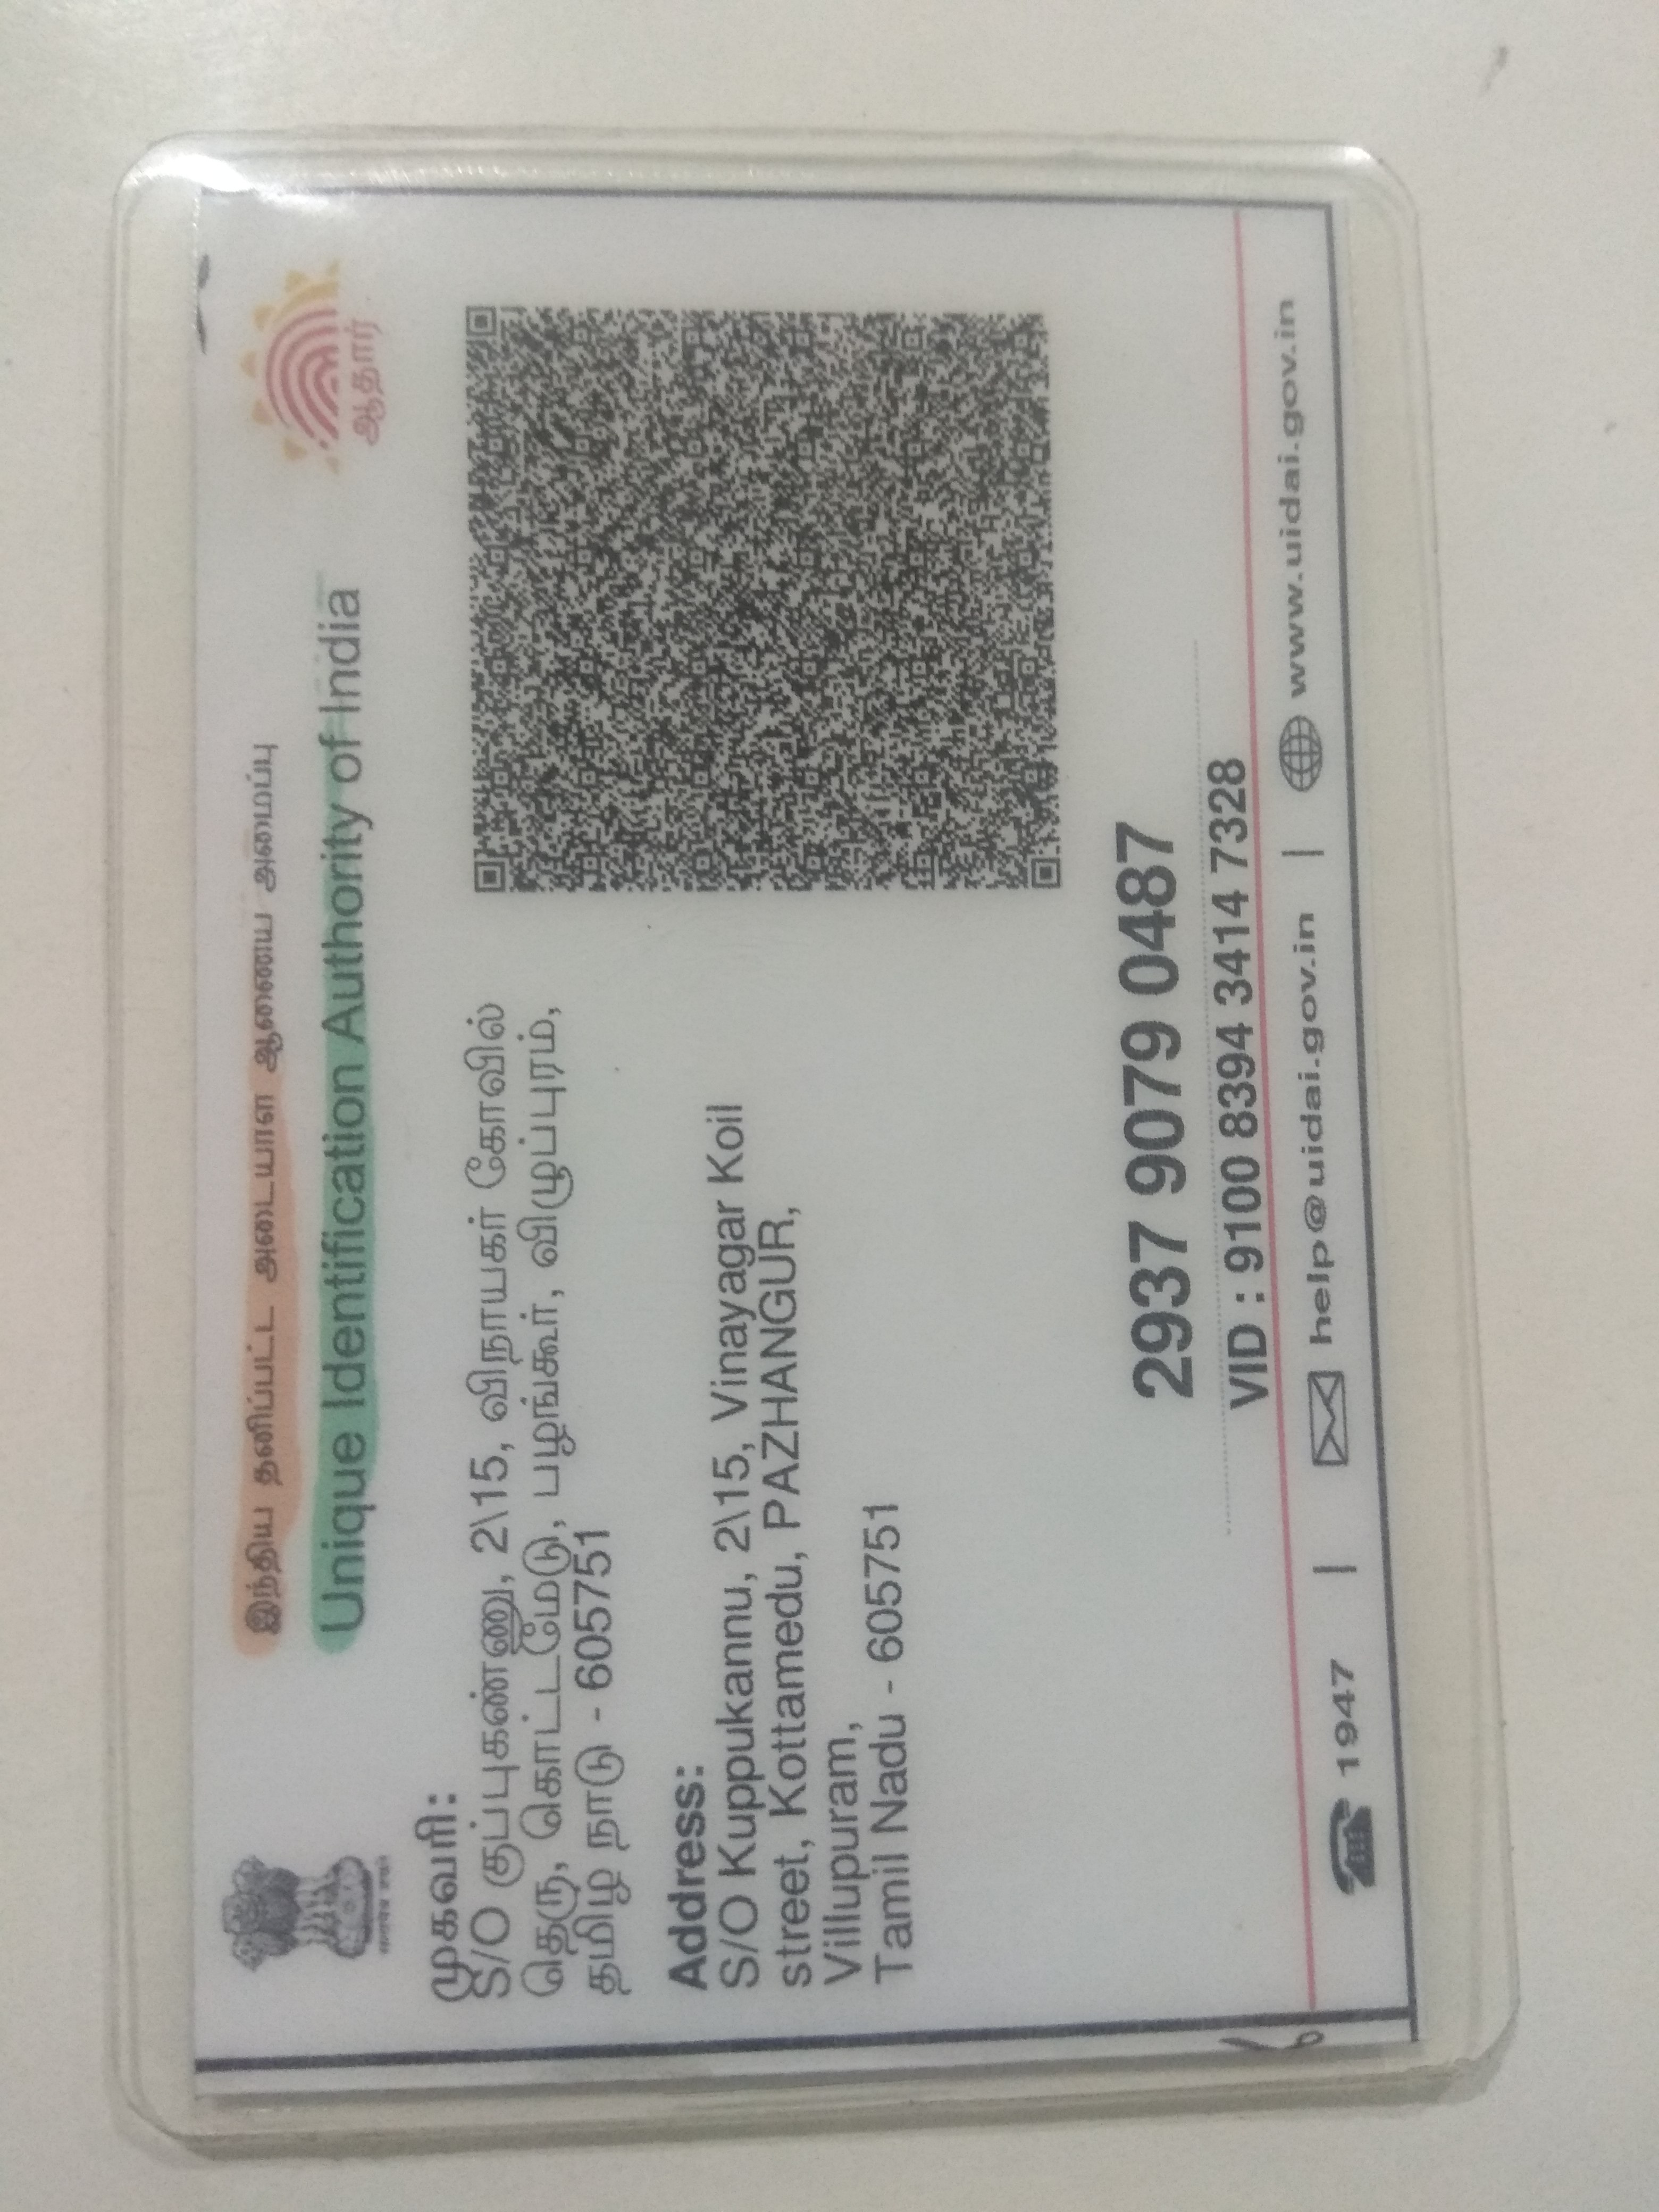 இந்திய தனிப்பட்ட அடையாள ஆணைய அமைப்பு
Unique Identification Authority of India
ஆதார்
முகவரி:
S/O குப்புகண்ணு, 2\15, விநாயகர் கோவில்
தெரு, கொட்டமேடு, பழங்கூர், விழுப்புரம்,
தமிழ் நாடு - 605751
Address:
S/O Kuppukannu, 2\15, Vinayagar Koil
street, Kottamedu, PAZHANGUR,
Villupuram,
Tamil Nadu - 605751
2937 9079 0487
VID : 9100 8394 3414 7328
1947 | help@uidai.gov.in | www.uidai.gov.in